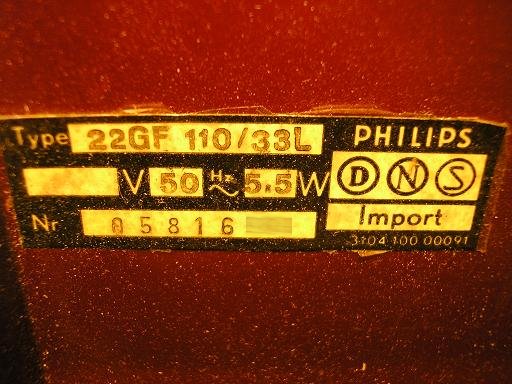 Type 22GF 110/33L
V 50 Hz ~ 5.5 W
Nr 05816
PHILIPS
D N S
Import
3104 100 00091